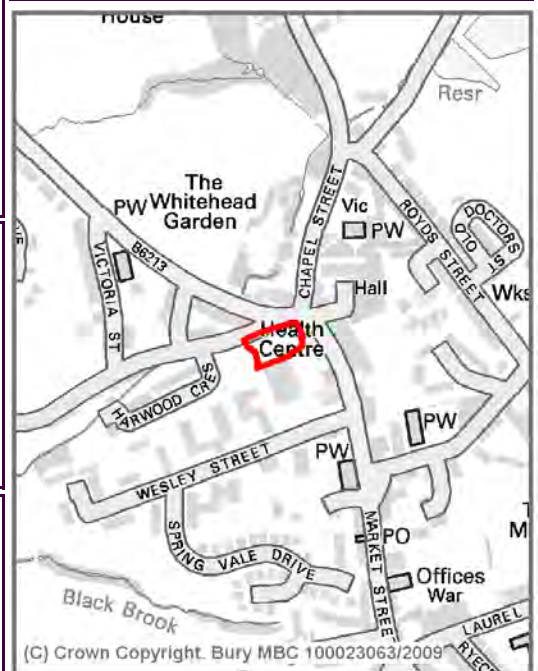 House
Resr
The
Whitehead
Garden
PW
B6213
VICTORIA ST
CHAPEL STREET
Vic
PW
ROYDS STREET
DOCTORS
OLD
ST
Wks
Hall
Health
Centre
HARWOOD CRES
WESLEY STREET
PW
PW
SPRING VALE DRIVE
MARKET STREET
PO
Offices
War
LAUREL
Black Brook
(C) Crown Copyright. Bury MBC 100023063/2009